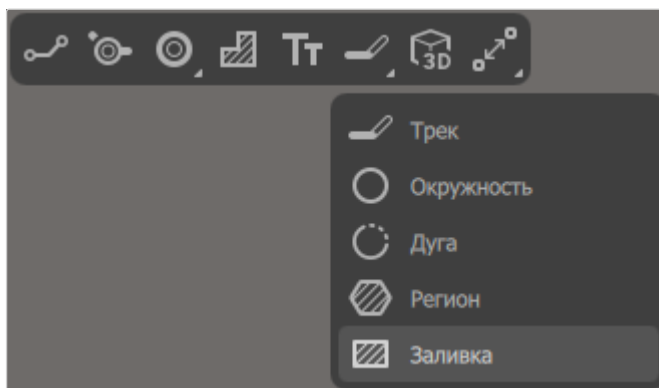 Tт
3D
Трек
Окружность
Дуга
Регион
Заливка